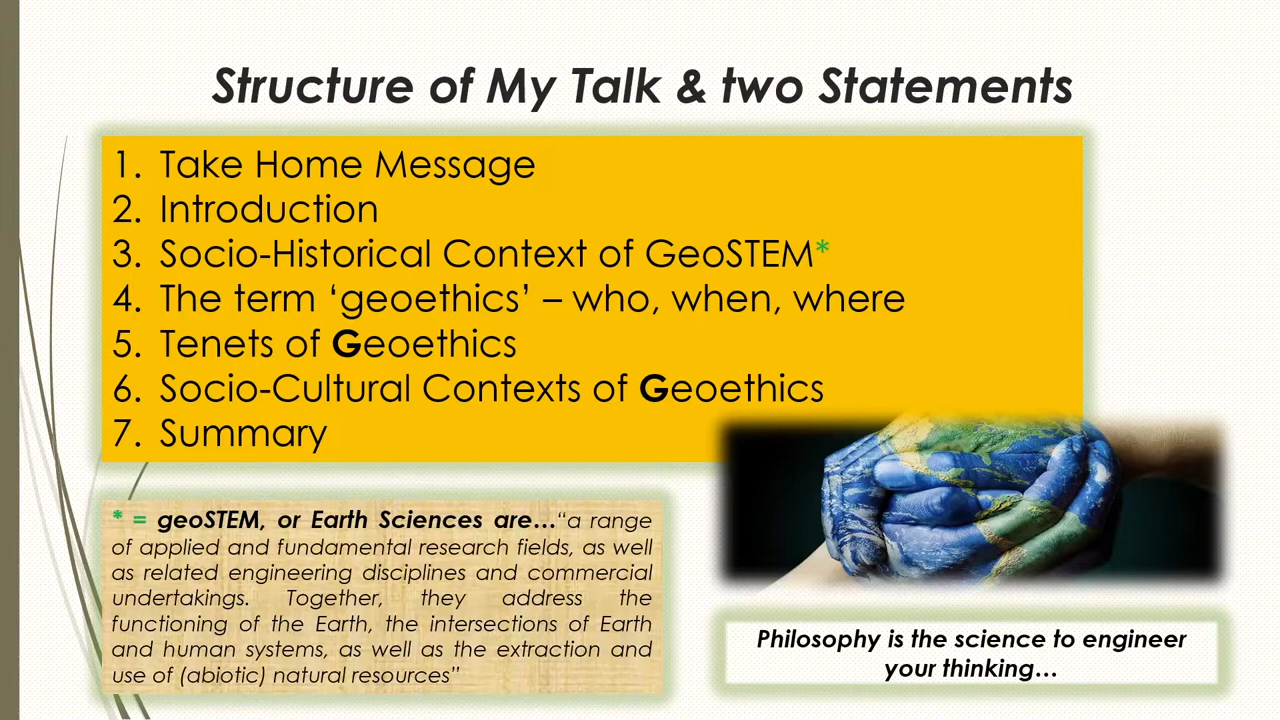 Structure of My Talk & two Statements
1. Take Home Message
2. Introduction
3. Socio-Historical Context of GeoSTEM*
4. The term ‘geoethics’ – who, when, where
5. Tenets of Geoethics
6. Socio-Cultural Contexts of Geoethics
7. Summary
* = geoSTEM, or Earth Sciences are…“a range
of applied and fundamental research fields, as well
as related engineering disciplines and commercial
undertakings. Together, they address the
functioning of the Earth, the intersections of Earth
and human systems, as well as the extraction and
use of (abiotic) natural resources”
Philosophy is the science to engineer
your thinking…